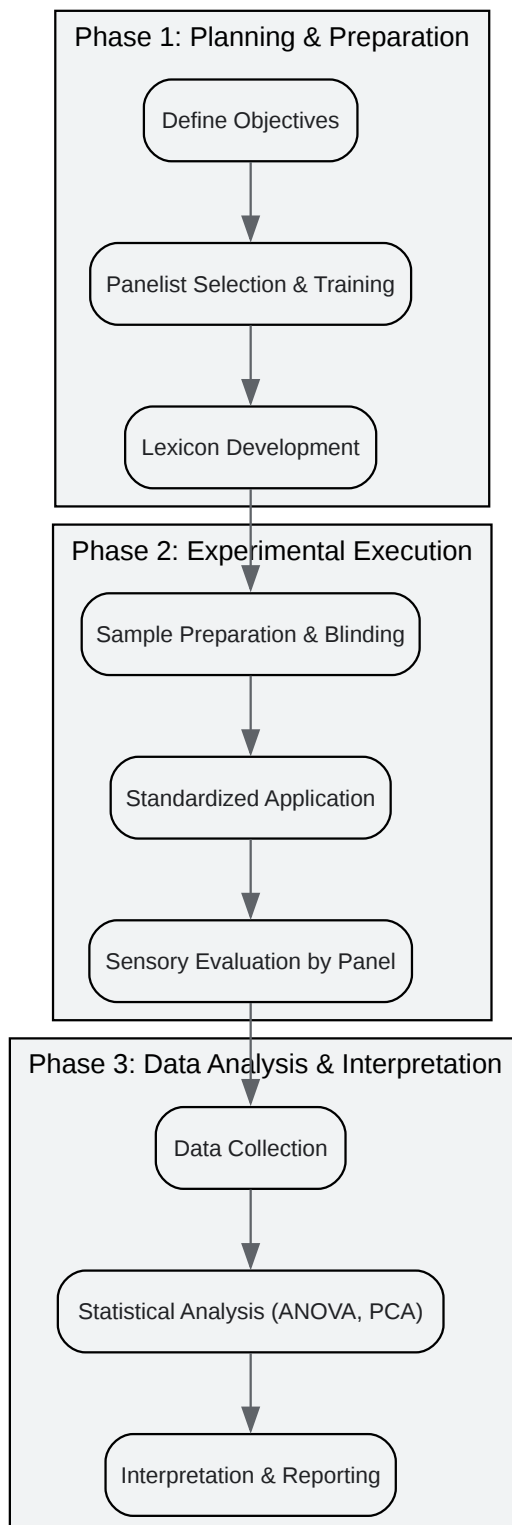 Phase 1: Planning & Preparation
Define Objectives
Panelist Selection & Training
Lexicon Development
Phase 2: Experimental Execution
Sample Preparation & Blinding
Standardized Application
Sensory Evaluation by Panel
Phase 3: Data Analysis & Interpretation
Data Collection
Statistical Analysis (ANOVA, PCA)
Interpretation & Reporting